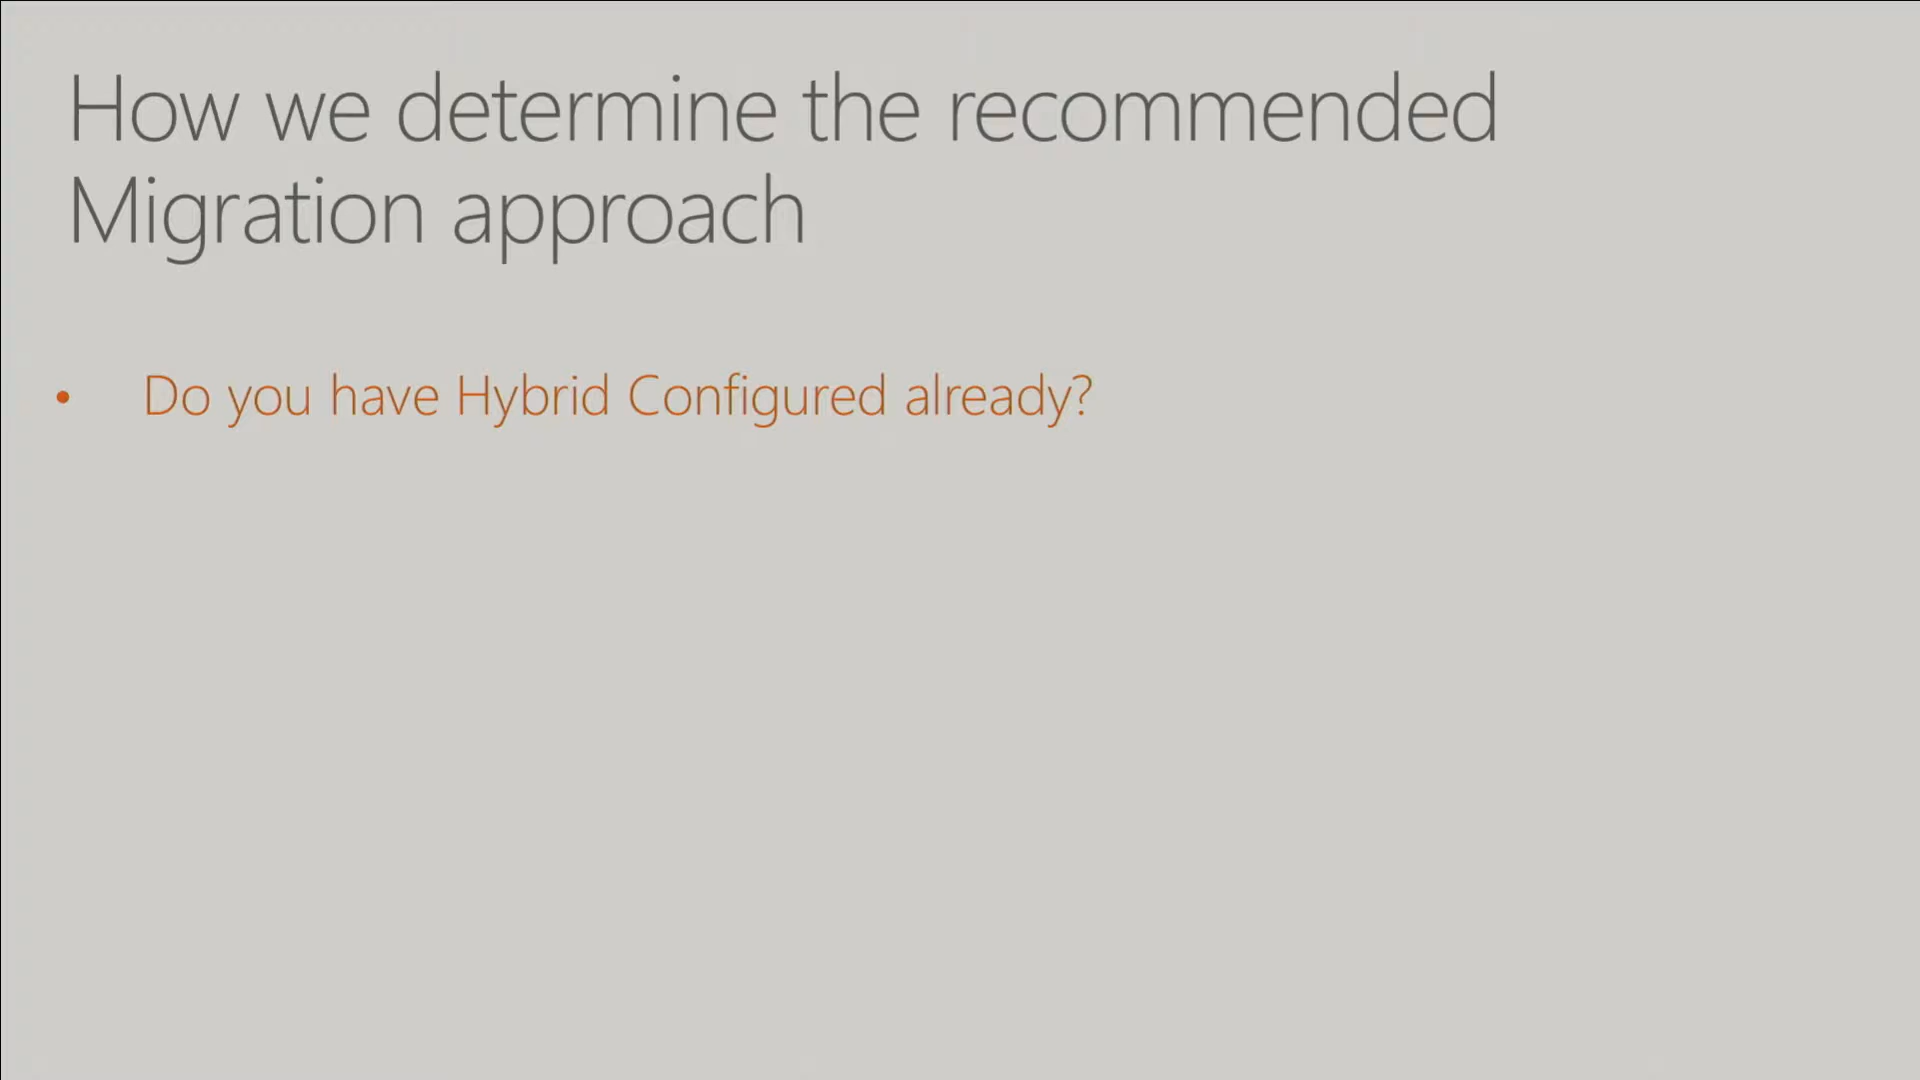 How we determine the recommended
Migration approach
• Do you have Hybrid Configured already?